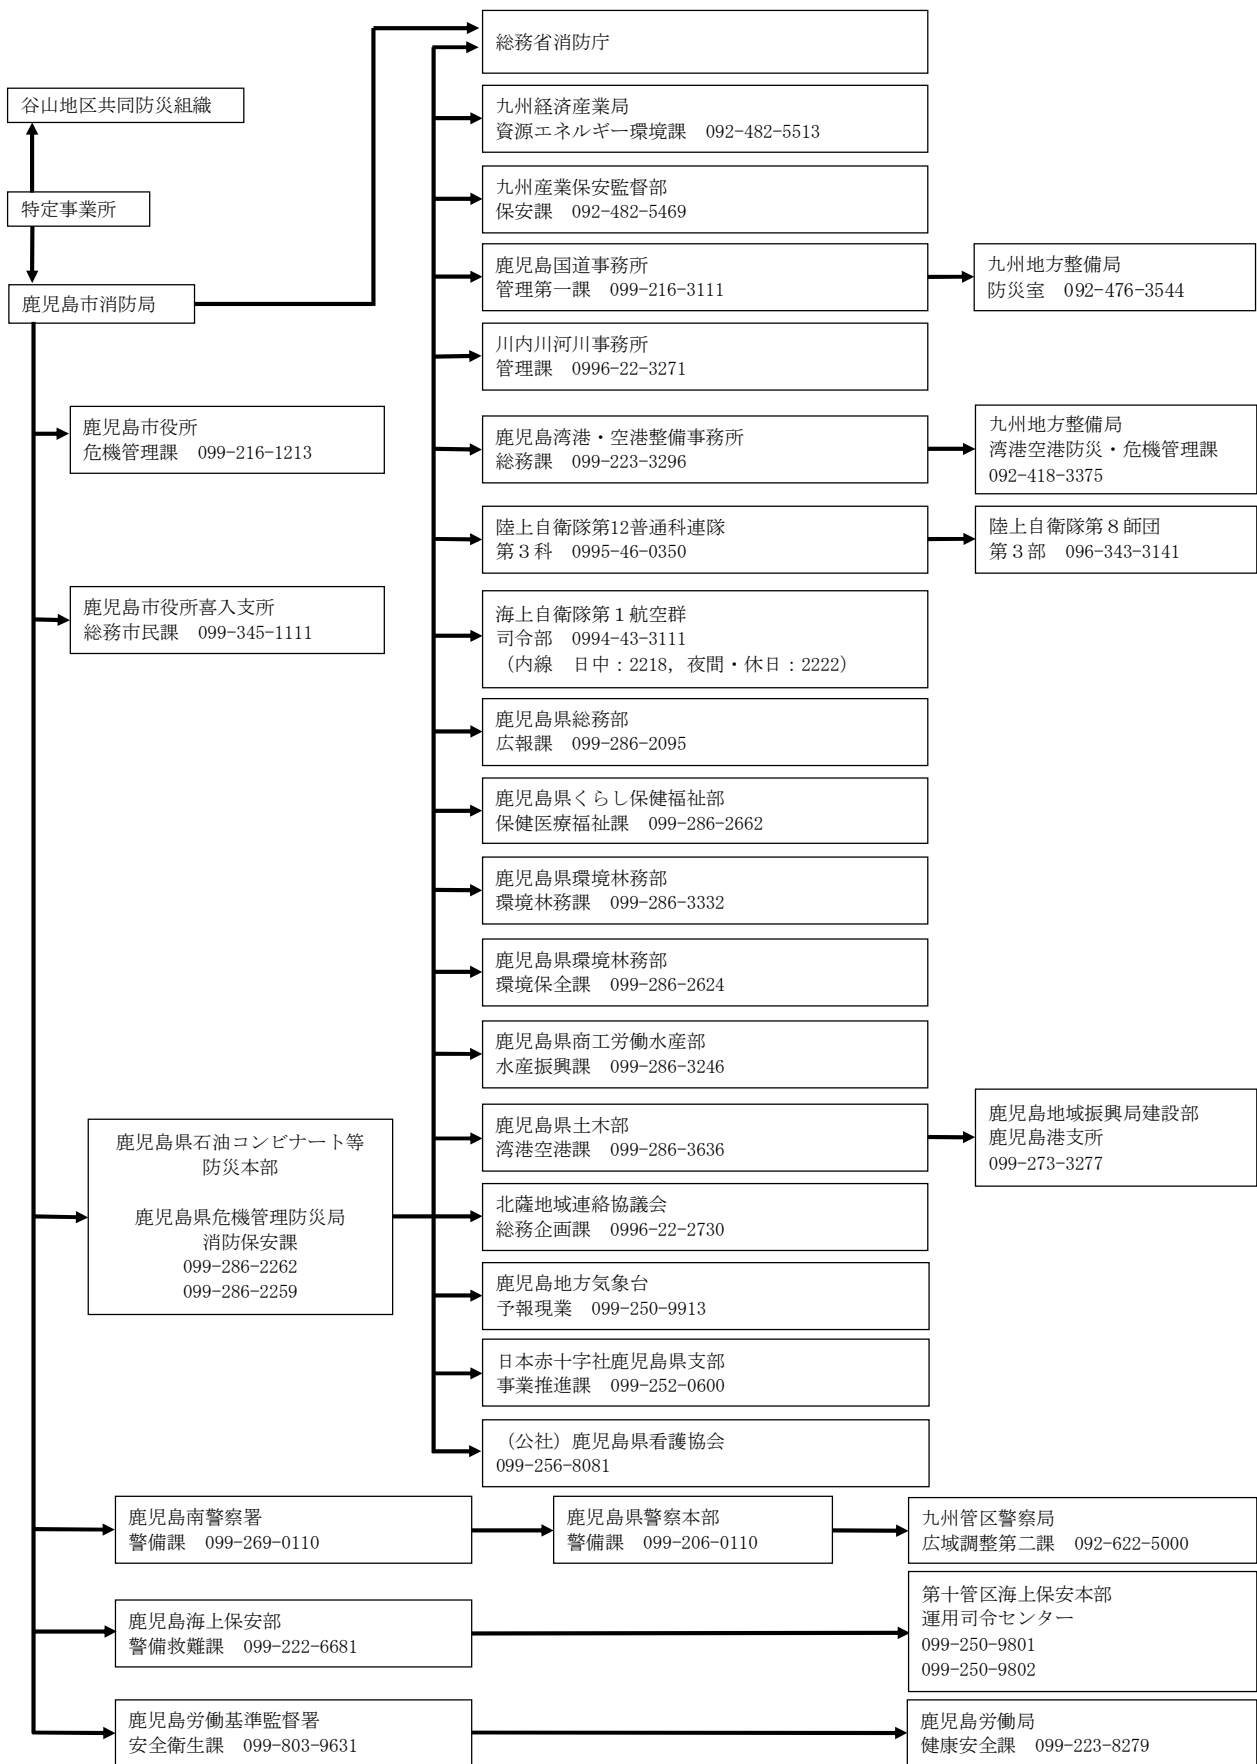 総務省消防庁
谷山地区共同防災組織
特定事業所
鹿児島市消防局
鹿児島市役所
危機管理課　099-216-1213
鹿児島市役所喜入支所
総務市民課　099-345-1111
鹿児島県石油コンビナート等
防災本部
鹿児島県危機管理防災局
消防保安課
099-286-2262
099-286-2259
九州経済産業局
資源エネルギー環境課　092-482-5513
九州産業保安監督部
保安課　092-482-5469
鹿児島国道事務所
管理第一課　099-216-3111
九州地方整備局
防災室　092-476-3544
川内川河川事務所
管理課　0996-22-3271
鹿児島湾港・空港整備事務所
総務課　099-223-3296
九州地方整備局
湾港空港防災・危機管理課
092-418-3375
陸上自衛隊第12普通科連隊
第３科　0995-46-0350
陸上自衛隊第８師団
第３部　096-343-3141
海上自衛隊第１航空群
司令部　0994-43-3111
（内線　日中：2218，夜間・休日：2222）
鹿児島県総務部
広報課　099-286-2095
鹿児島県くらし保健福祉部
保健医療福祉課　099-286-2662
鹿児島県環境林務部
環境林務課　099-286-3332
鹿児島県環境林務部
環境保全課　099-286-2624
鹿児島県商工労働水産部
水産振興課　099-286-3246
鹿児島県土木部
湾港空港課　099-286-3636
鹿児島地域振興局建設部
鹿児島港支所
099-273-3277
北薩地域連絡協議会
総務企画課　0996-22-2730
鹿児島地方気象台
予報現業　099-250-9913
日本赤十字社鹿児島県支部
事業推進課　099-252-0600
（公社）鹿児島県看護協会
099-256-8081
鹿児島南警察署
警備課　099-269-0110
鹿児島県警察本部
警備課　099-206-0110
九州管区警察局
広域調整第二課　092-622-5000
鹿児島海上保安部
警備救難課　099-222-6681
第十管区海上保安本部
運用司令センター
099-250-9801
099-250-9802
鹿児島労働基準監督署
安全衛生課　099-803-9631
鹿児島労働局
健康安全課　099-223-8279